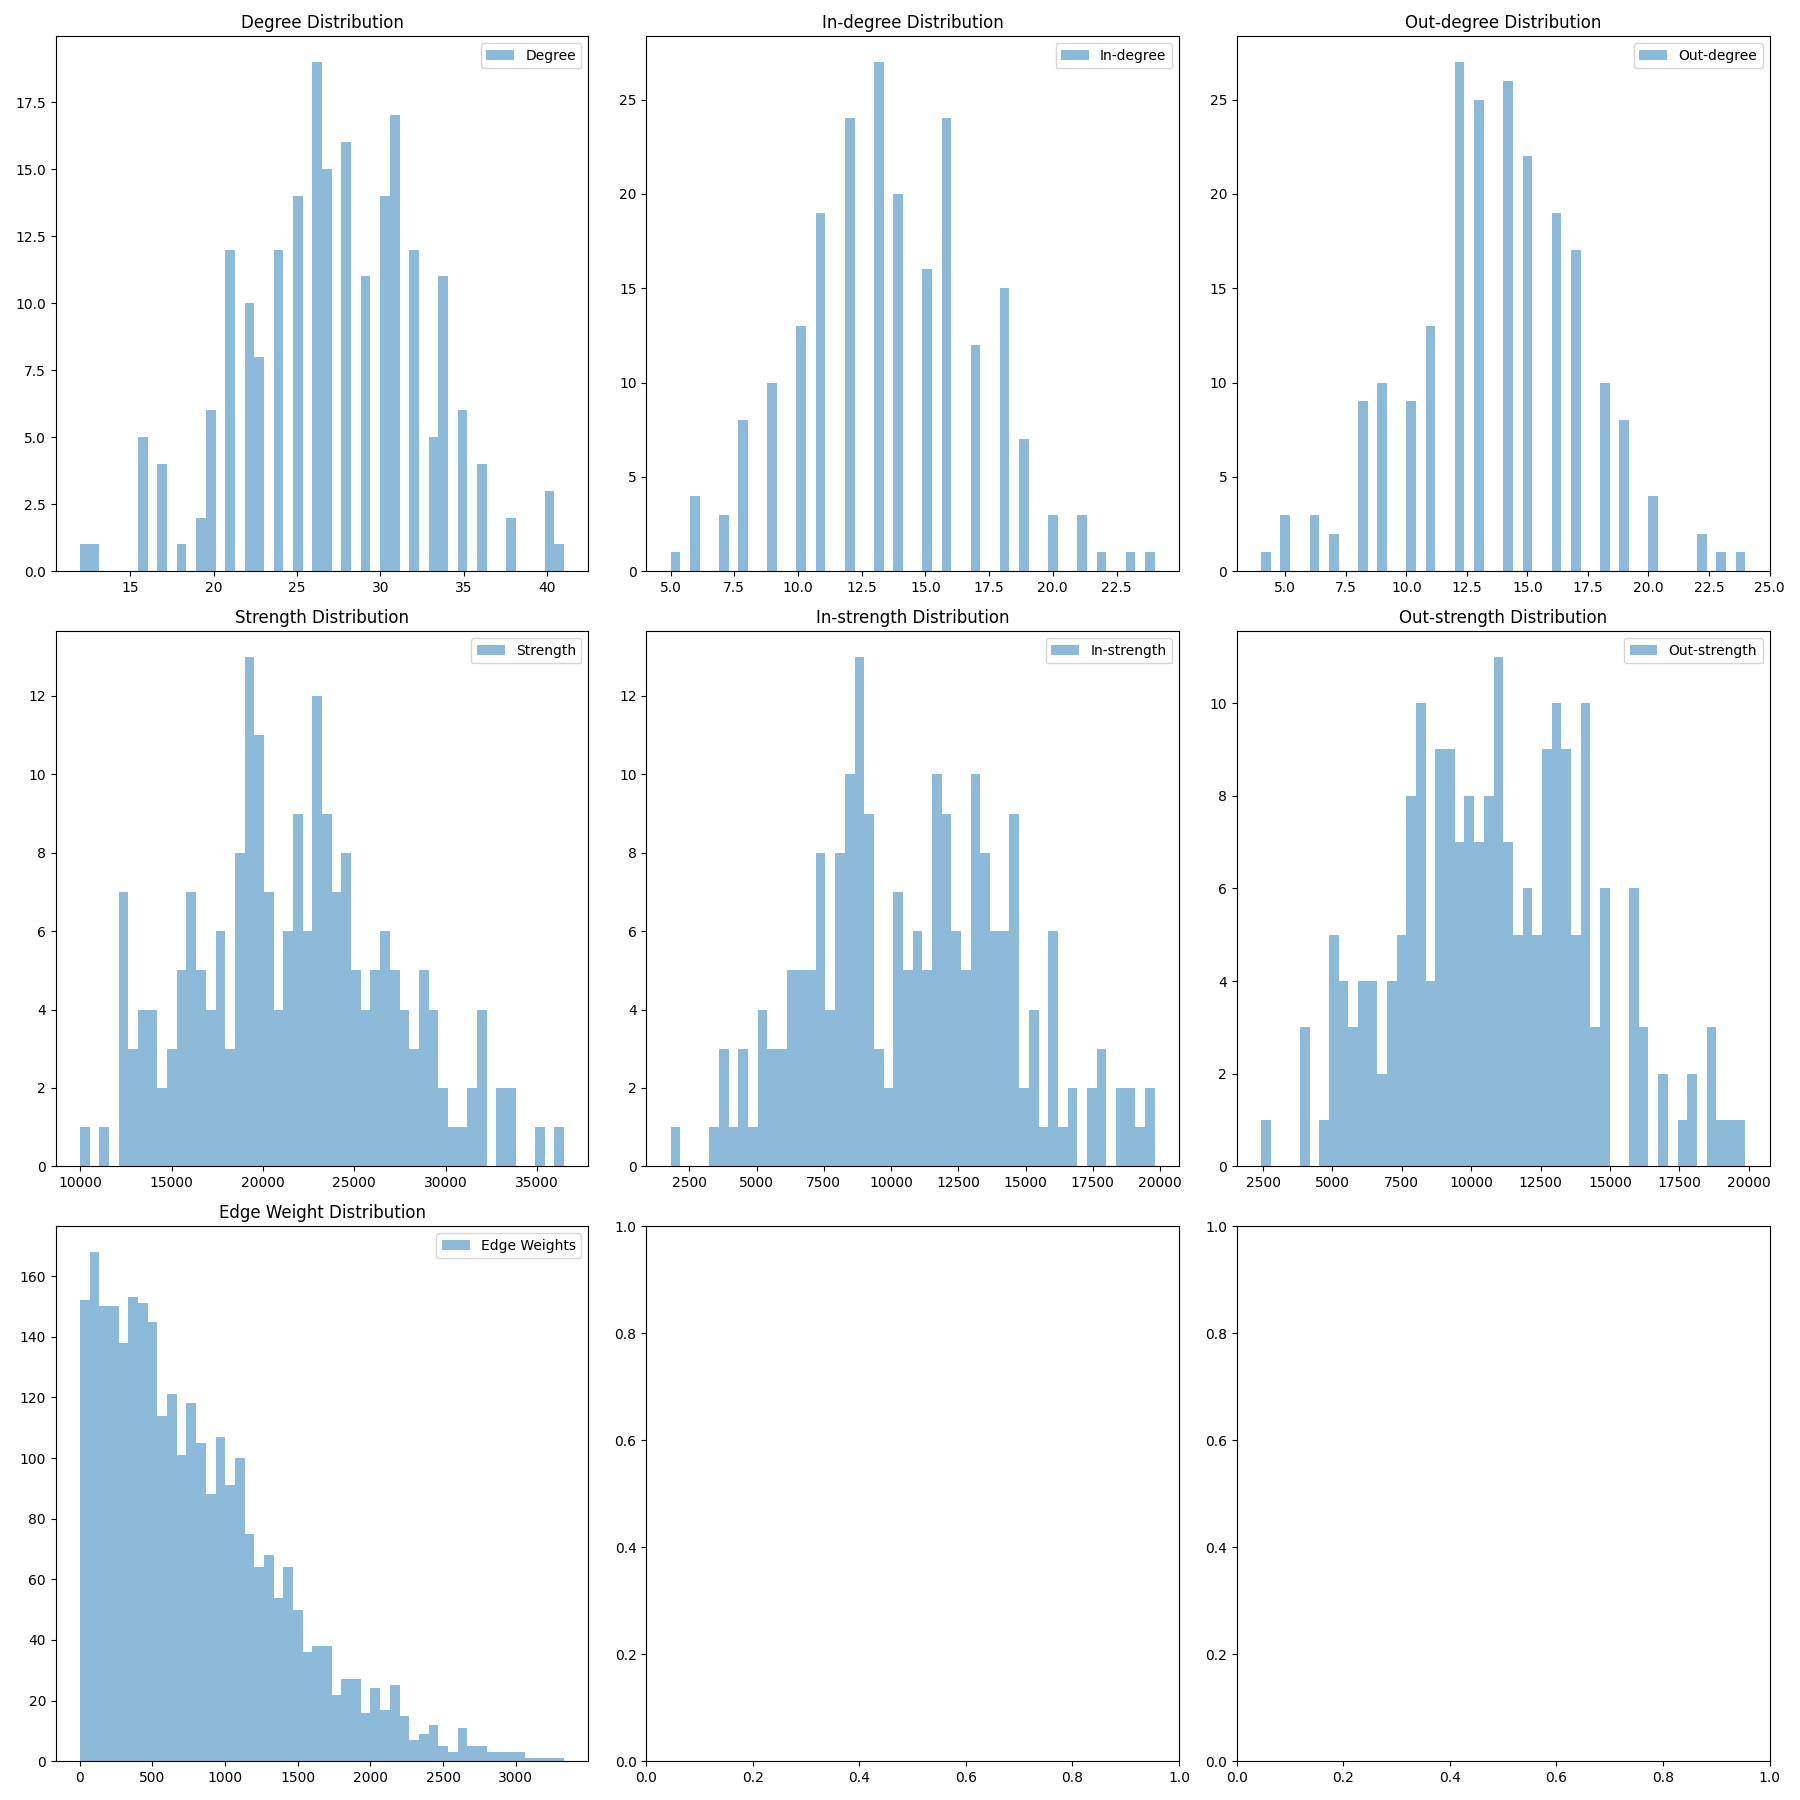 Degree Distribution
Degree
17.5
15.0
12.5
10.0
7.5
5.0
2.5
0.0
15 20 25 30 35 40
In-degree Distribution
In-degree
25
20
15
10
5
0
5.0 7.5 10.0 12.5 15.0 17.5 20.0 22.5
Out-degree Distribution
Out-degree
25
20
15
10
5
0
5.0 7.5 10.0 12.5 15.0 17.5 20.0 22.5 25.0
Strength Distribution
Strength
12
10
8
6
4
2
0
10000 15000 20000 25000 30000 35000
In-strength Distribution
In-strength
12
10
8
6
4
2
0
2500 5000 7500 10000 12500 15000 17500 20000
Out-strength Distribution
Out-strength
10
8
6
4
2
0
2500 5000 7500 10000 12500 15000 17500 20000
Edge Weight Distribution
Edge Weights
160
140
120
100
80
60
40
20
0
0 500 1000 1500 2000 2500 3000
1.0
0.8
0.6
0.4
0.2
0.0
0.0 0.2 0.4 0.6 0.8 1.0
1.0
0.8
0.6
0.4
0.2
0.0
0.0 0.2 0.4 0.6 0.8 1.0